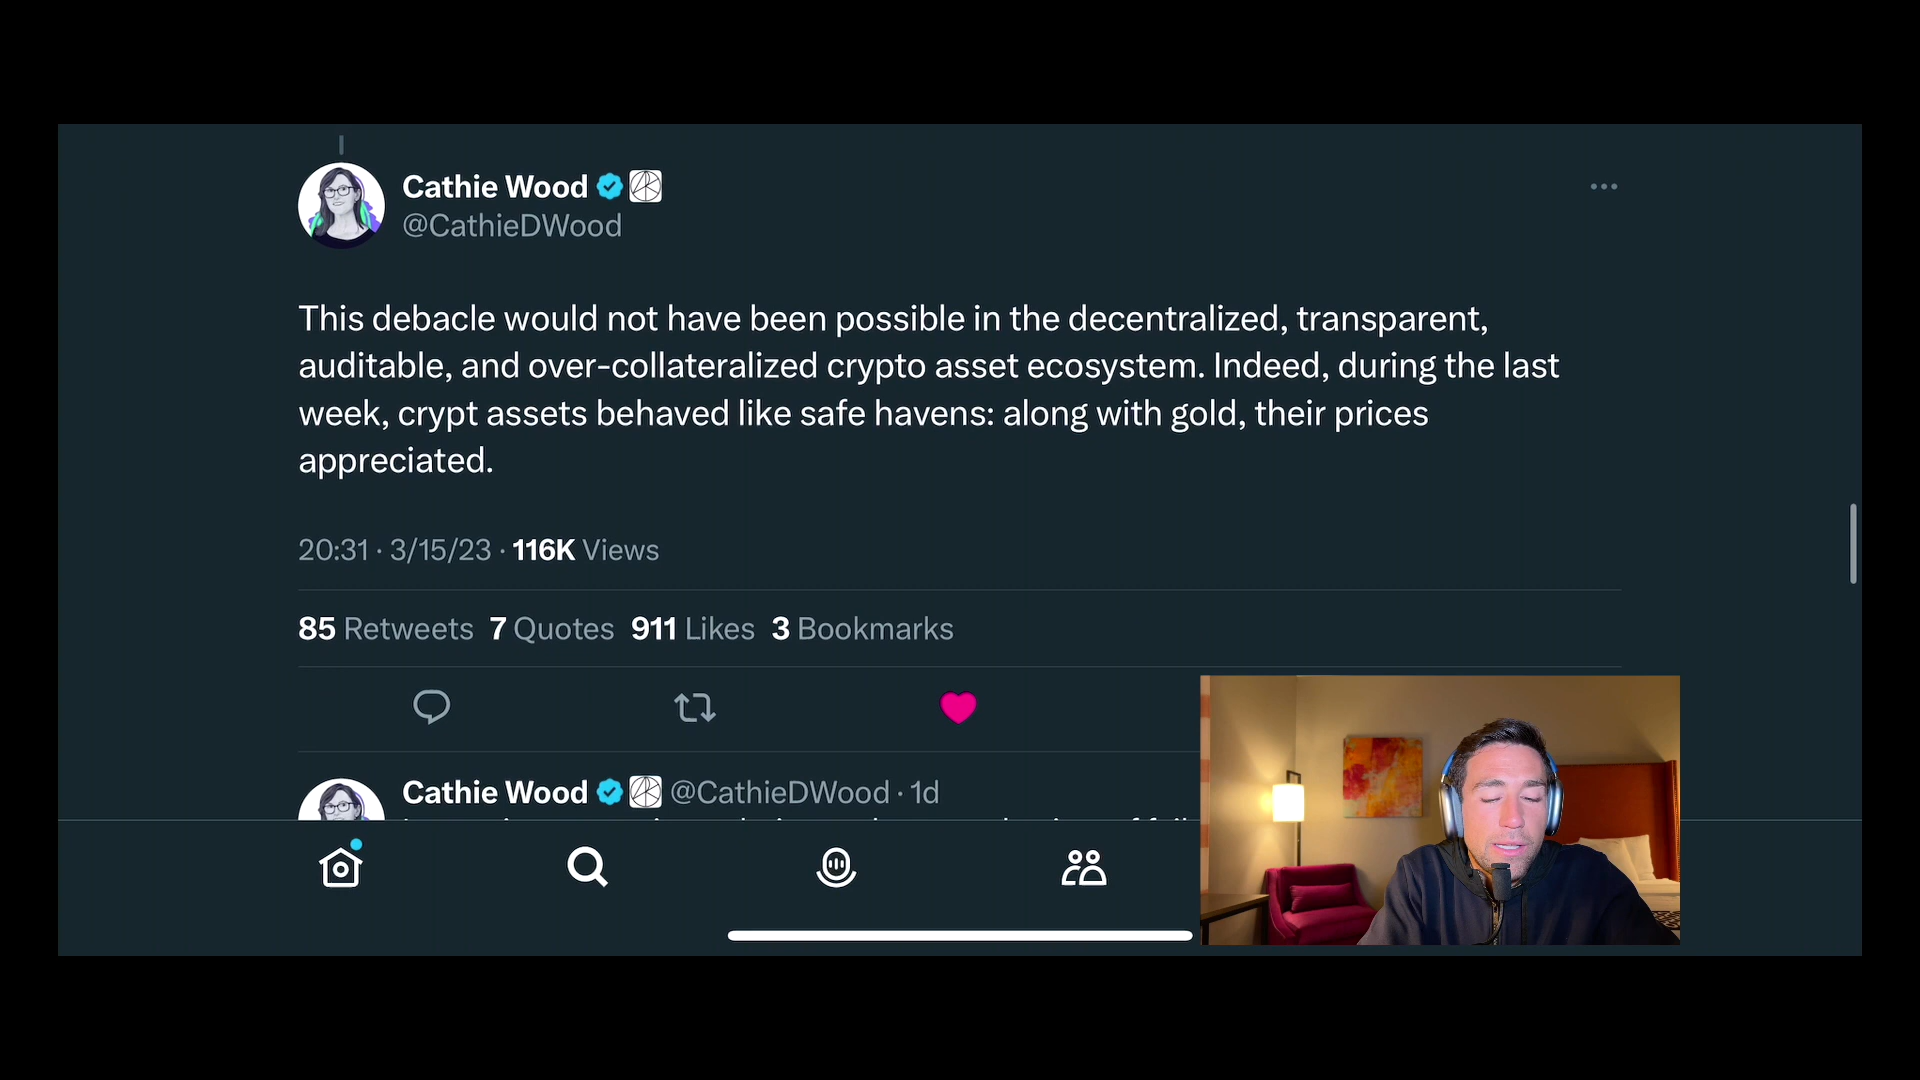 Cathie Wood
@CathieDWood
This debacle would not have been possible in the decentralized, transparent,
auditable, and over-collateralized crypto asset ecosystem. Indeed, during the last
week, crypt assets behaved like safe havens: along with gold, their prices
appreciated.
20:31 · 3/15/23 · 116K Views
85 Retweets 7 Quotes 911 Likes 3 Bookmarks
Cathie Wood @CathieDWood · 1d